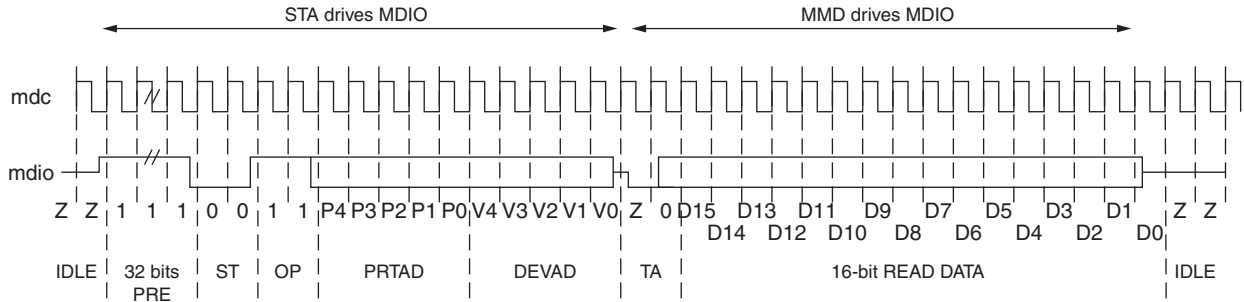 STA drives MDIO MMD drives MDIO
mdc
mdio
Z Z 1 1 1 0 0 1 1 P4 P3 P2 P1 P0 V4 V3 V2 V1 V0 Z 0 D15 D13 D11 D9 D7 D5 D3 D1 Z Z
D14 D12 D10 D8 D6 D4 D2 D0
IDLE 32 bits ST OP PRTAD DEVAD TA 16-bit READ DATA IDLE
PRE